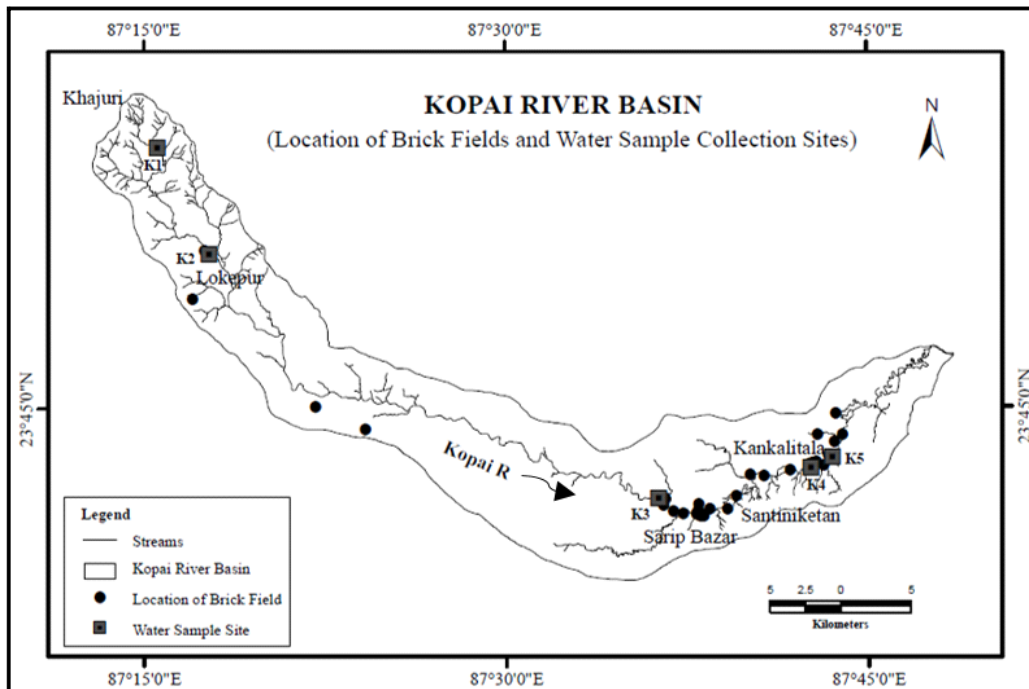 87°15'0"E
87°30'0"E
87°45'0"E
KOPAI RIVER BASIN
(Location of Brick Fields and Water Sample Collection Sites)
N
Khajuri
K1
K2
Lokepur
23°45'0"N
23°45'0"N
Kopai R
Kankalitala
K5
K4
K3
Santiniketan
Sarip Bazar
Legend
Streams
Kopai River Basin
Location of Brick Field
Water Sample Site
5 2.5 0 5
Kilometers
87°15'0"E
87°30'0"E
87°45'0"E